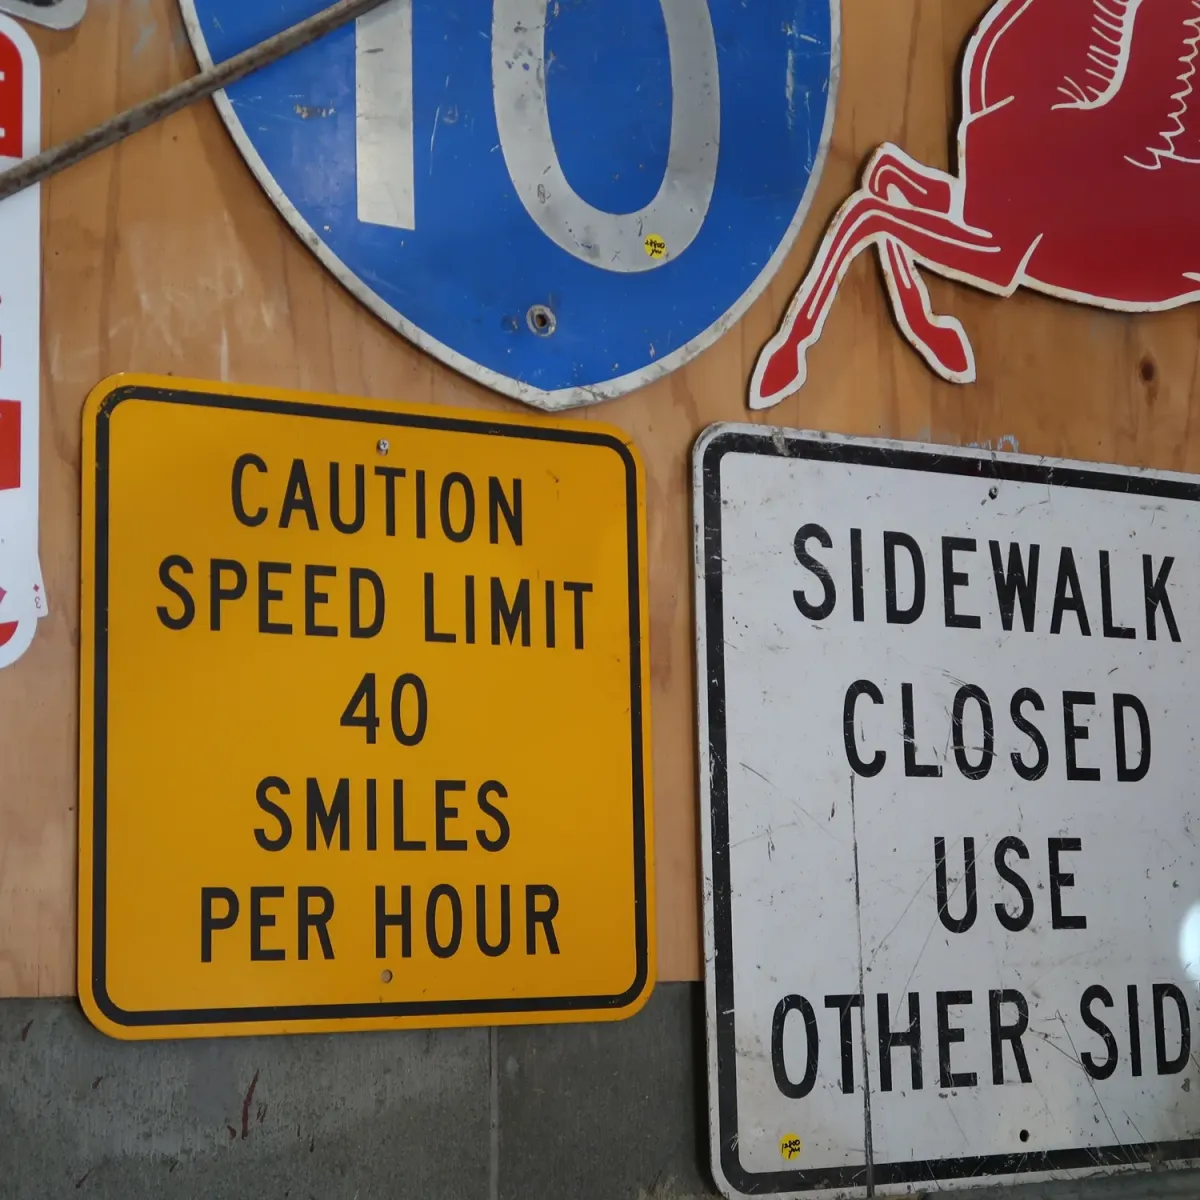 10
CAUTION
SPEED LIMIT
40
SMILES
PER HOUR
SIDEWALK
CLOSED
USE
OTHER SID